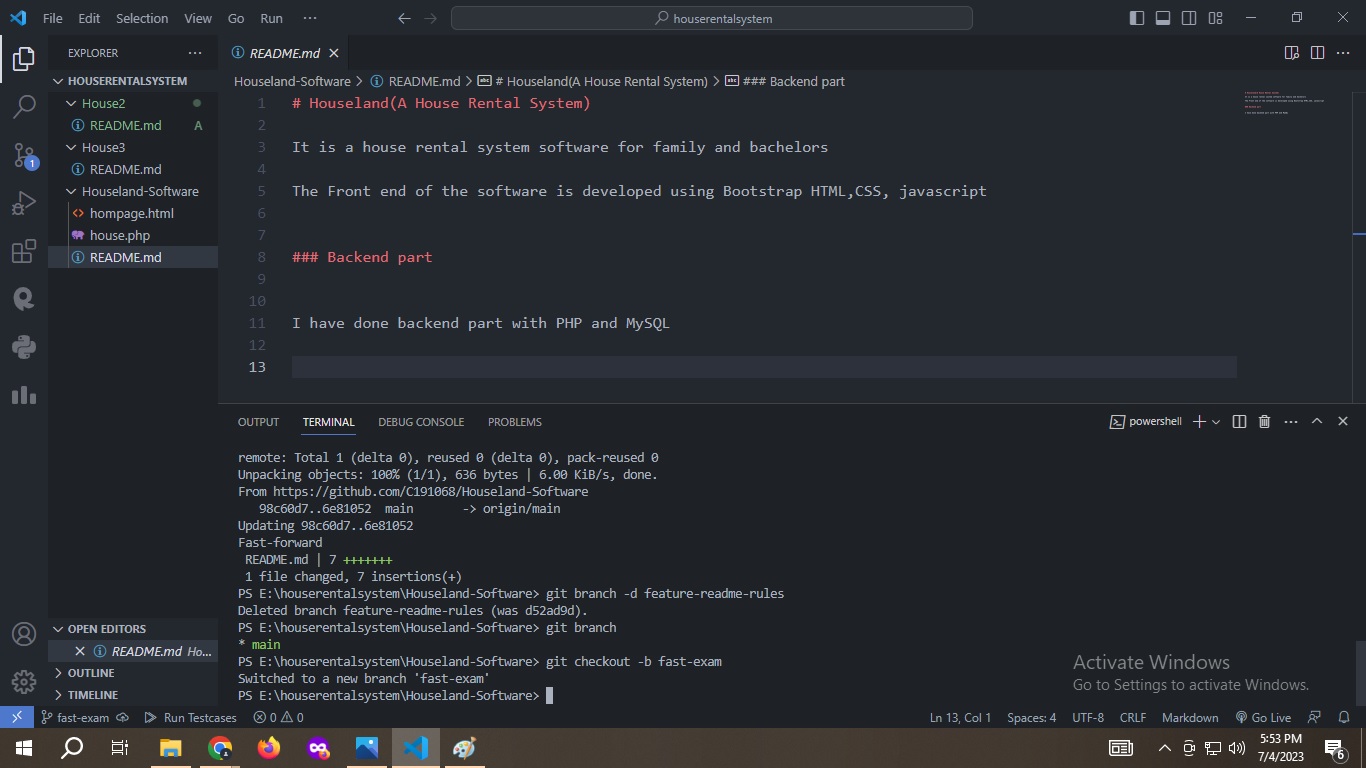 File Edit Selection View Go Run ··· houserentalsystem
EXPLORER ···
HOUSERENTALSYSTEM
House2
README.md A
House3
README.md
Houseland-Software
hompage.html
house.php
README.md
OPEN EDITORS
README.md Ho...
OUTLINE
TIMELINE
1
README.md
Houseland-Software > README.md > # Houseland(A House Rental System) > ### Backend part
1 # Houseland(A House Rental System)
2
3 It is a house rental system software for family and bachelors
4
5 The Front end of the software is developed using Bootstrap HTML,CSS, javascript
6
7
8 ### Backend part
9
10
11 I have done backend part with PHP and MySQL
12
13
OUTPUT TERMINAL DEBUG CONSOLE PROBLEMS powershell
remote: Total 1 (delta 0), reused 0 (delta 0), pack-reused 0
Unpacking objects: 100% (1/1), 636 bytes | 6.00 KiB/s, done.
From https://github.com/C191068/Houseland-Software
98c60d7..6e81052 main -> origin/main
Updating 98c60d7..6e81052
Fast-forward
README.md | 7 +++++++
1 file changed, 7 insertions(+)
PS E:\houserentalsystem\Houseland-Software> git branch -d feature-readme-rules
Deleted branch feature-readme-rules (was d52ad9d).
PS E:\houserentalsystem\Houseland-Software> git branch
* main
PS E:\houserentalsystem\Houseland-Software> git checkout -b fast-exam
Switched to a new branch 'fast-exam'
PS E:\houserentalsystem\Houseland-Software>
Activate Windows
Go to Settings to activate Windows.
fast-exam Run Testcases 0 0 Ln 13, Col 1 Spaces: 4 UTF-8 CRLF Markdown Go Live
5:53 PM
7/4/2023
6